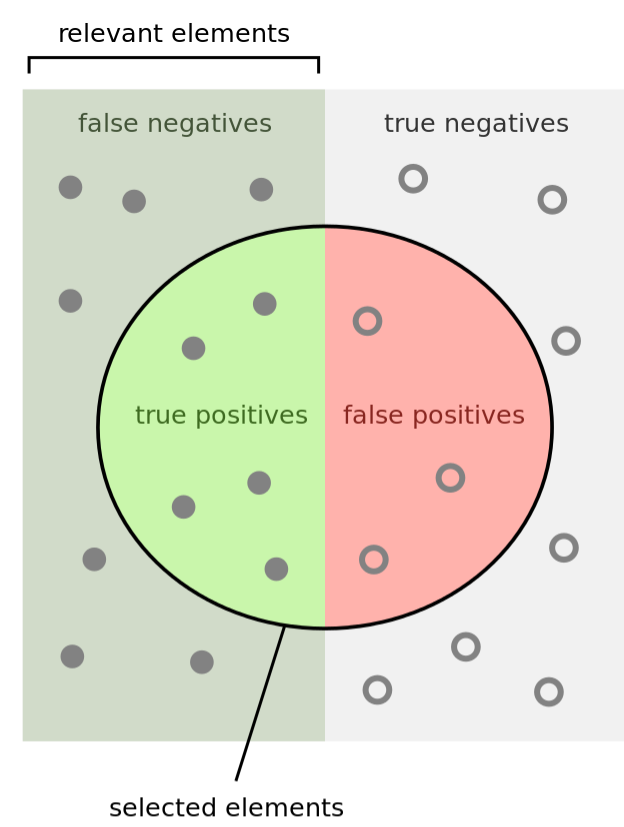 relevant elements
false negatives
true negatives
true positives
false positives
selected elements